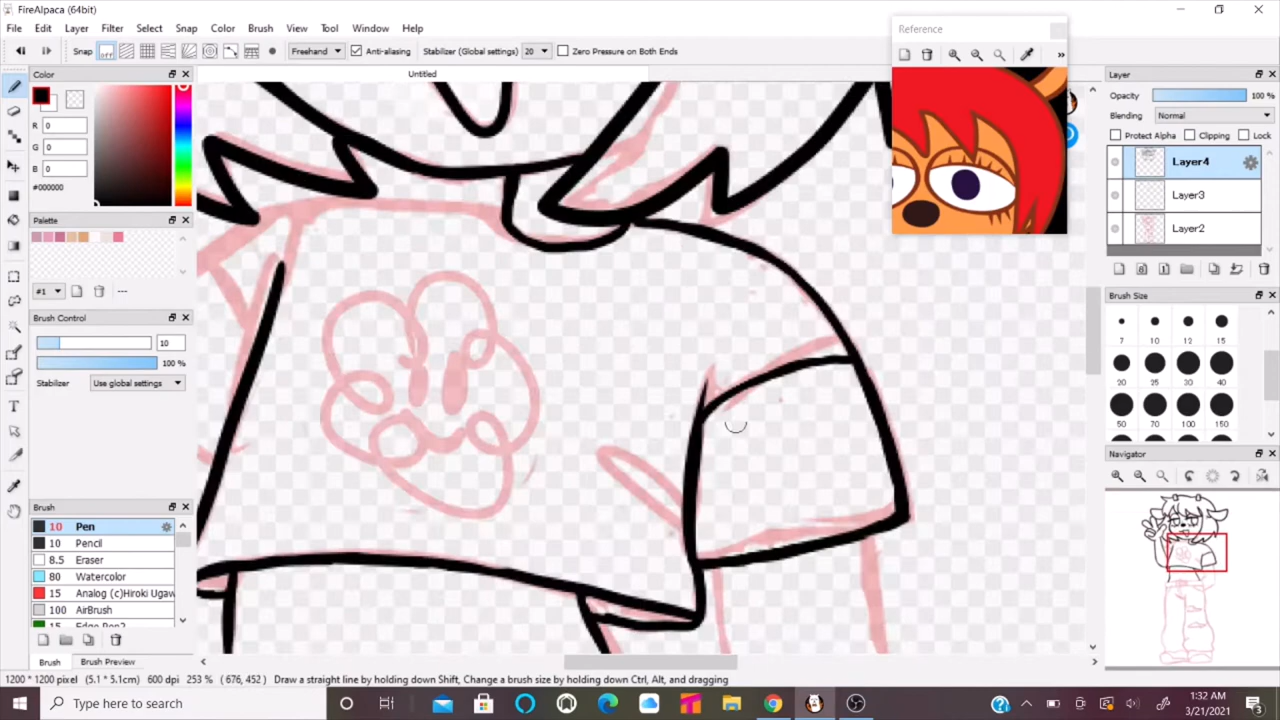 FireAlpaca (64bit)
File Edit Layer Filter Select Snap Color Brush View Tool Window Help
Snap off Freehand Anti-aliasing Stabilizer (Global settings) 20 Zero Pressure on Both Ends
Reference
Color
Untitled
Layer
R 0
G 0
B 0
#000000
Opacity 100 %
Blending Normal
Protect Alpha Clipping Lock
Layer4
Layer3
Layer2
Palette
#1 ---
Brush Control
10
100 %
Stabilizer Use global settings
Brush Size
7 10 12 15
20 25 30 40
50 70 100 150
Navigator
Brush
10 Pen
10 Pencil
8.5 Eraser
80 Watercolor
15 Analog (c)Hiroki Ugaw
100 AirBrush
15 Edge Pen2
Brush Brush Preview
1200 * 1200 pixel (5.1 * 5.1cm) 600 dpi 253 % (676, 452) Draw a straight line by holding down Shift, Change a brush size by holding down Ctrl, Alt, and dragging
Type here to search
1:32 AM
3/21/2021
3